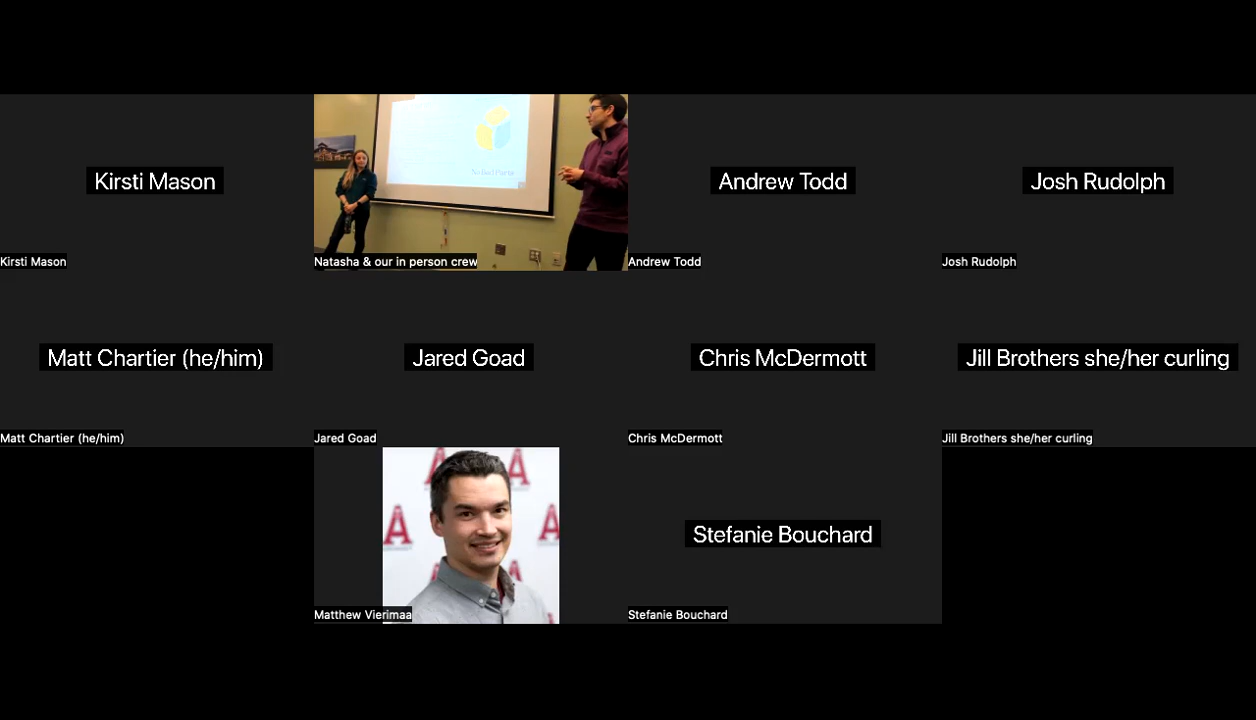 Kirsti Mason
Kirsti Mason
Natasha & our in person crew
Andrew Todd
Andrew Todd
Josh Rudolph
Josh Rudolph
Matt Chartier (he/him)
Matt Chartier (he/him)
Jared Goad
Jared Goad
Chris McDermott
Chris McDermott
Jill Brothers she/her curling
Jill Brothers she/her curling
A
A
A
A
Matthew Vierimaa
Stefanie Bouchard
Stefanie Bouchard